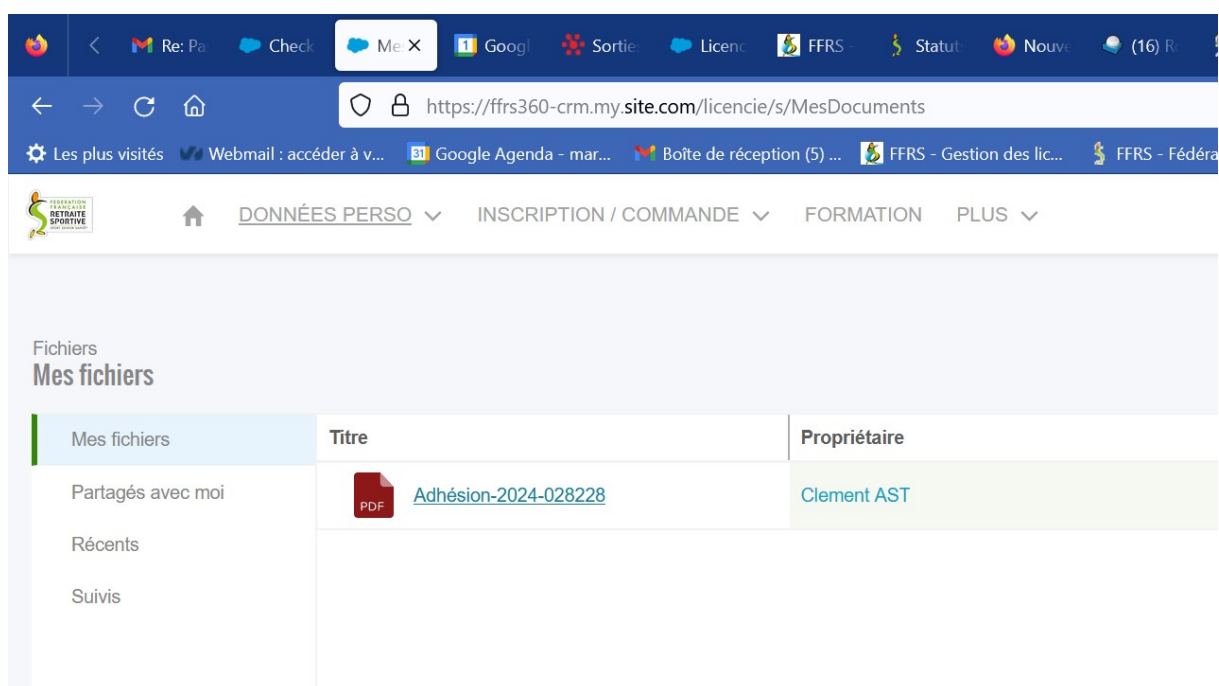 Re: Pa Check Me Googl Sortie Licenc FFRS - Statut Nouve (16) R
https://ffrs360-crm.my.site.com/licencie/s/MesDocuments
Les plus visités Webmail : accéder à v... Google Agenda - mar... Boîte de réception (5) ... FFRS - Gestion des lic... FFRS - Fédéra
FEDERATION
FRANÇAISE
RETRAITE
SPORTIVE
DONNÉES PERSO INSCRIPTION / COMMANDE FORMATION PLUS
Fichiers
Mes fichiers
Mes fichiers Titre Propriétaire
Partagés avec moi PDF Adhésion-2024-028228 Clement AST
Récents
Suivis